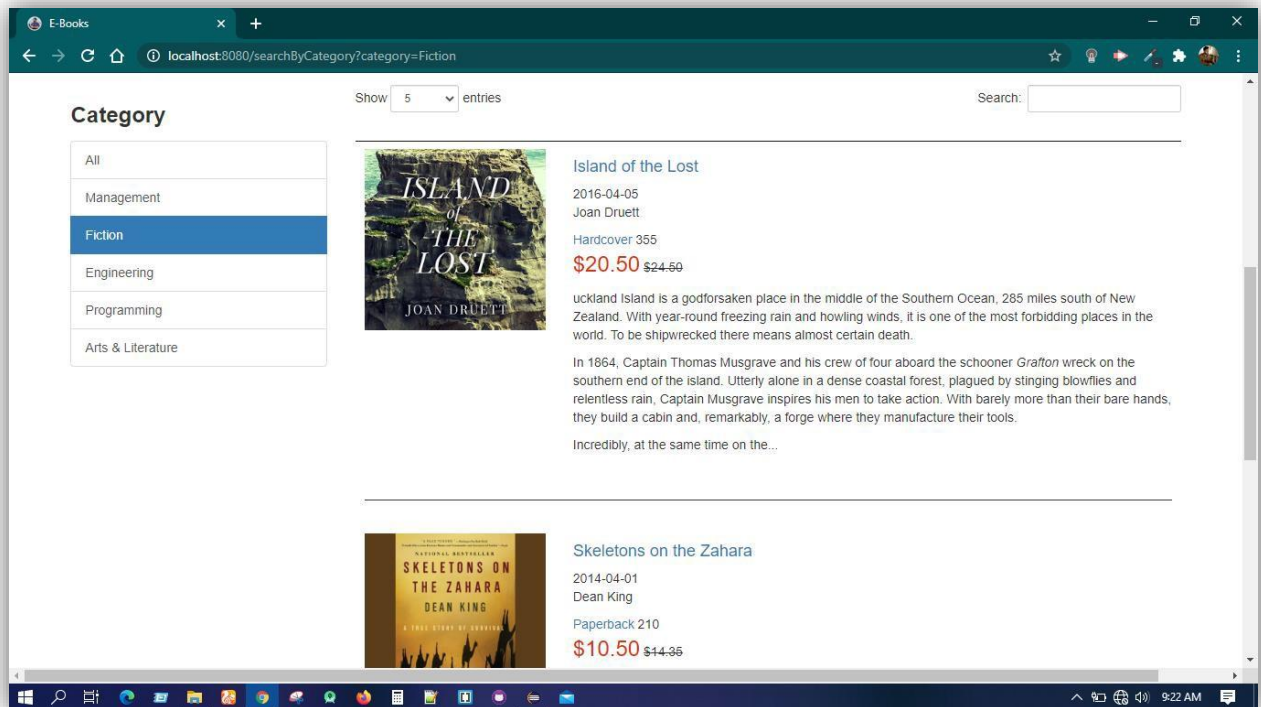 E-Books
localhost:8080/searchByCategory?category=Fiction
Category
All
Management
Fiction
Engineering
Programming
Arts & Literature
Show 5 entries
Search:
ISLAND
of
THE
LOST
JOAN DRUETT
Island of the Lost
2016-04-05
Joan Druett
Hardcover 355
$20.50 $24.50
uckland Island is a godforsaken place in the middle of the Southern Ocean, 285 miles south of New
Zealand. With year-round freezing rain and howling winds, it is one of the most forbidding places in the
world. To be shipwrecked there means almost certain death.
In 1864, Captain Thomas Musgrave and his crew of four aboard the schooner Grafton wreck on the
southern end of the island. Utterly alone in a dense coastal forest, plagued by stinging blowflies and
relentless rain, Captain Musgrave inspires his men to take action. With barely more than their bare hands,
they build a cabin and, remarkably, a forge where they manufacture their tools.
Incredibly, at the same time on the...
NATIONAL BESTSELLER
SKELETONS ON
THE ZAHARA
DEAN KING
A TRUE STORY OF SURVIVAL
Skeletons on the Zahara
2014-04-01
Dean King
Paperback 210
$10.50 $14.35
9:22 AM